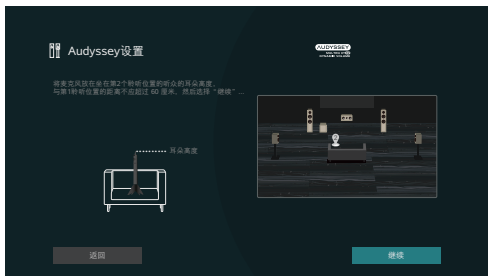 Audyssey设置
AUDYSSEY
将麦克风放在坐在第2个聆听位置的听众的耳朵高度，
与第1聆听位置的距离不应超过 60 厘米，然后选择“继续”...
耳朵高度
返回
继续